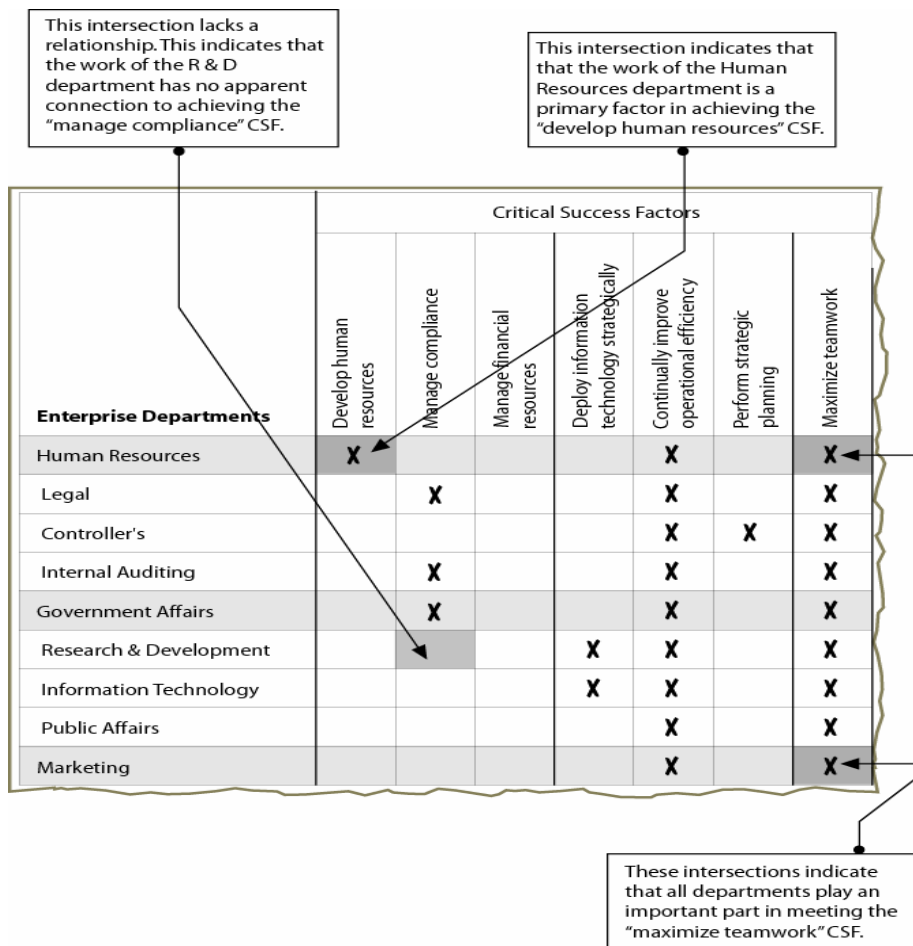 This intersection lacks a
relationship. This indicates that
the work of the R & D
department has no apparent
connection to achieving the
“manage compliance” CSF.
This intersection indicates that
that the work of the Human
Resources department is a
primary factor in achieving the
“develop human resources” CSF.
Critical Success Factors
Enterprise Departments
Develop human
resources
Manage compliance
Manage financial
resources
Deploy information
technology strategically
Continually improve
operational efficiency
Perform strategic
planning
Maximize teamwork
Human Resources X X X
Legal X X X
Controller's X X X
Internal Auditing X X X
Government Affairs X X X
Research & Development X X X
Information Technology X X X
Public Affairs X X
Marketing X X
These intersections indicate
that all departments play an
important part in meeting the
“maximize teamwork” CSF.